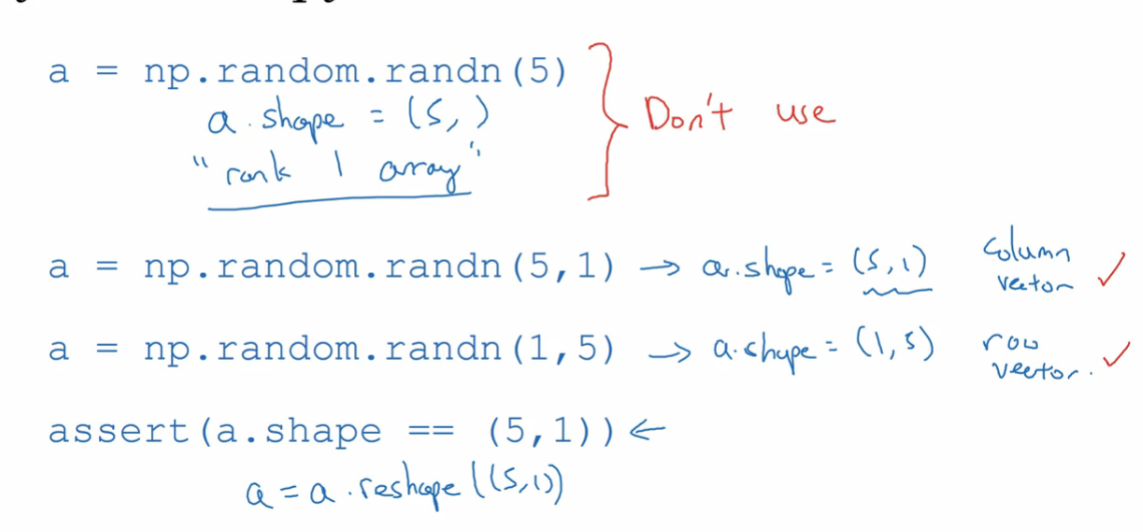 a = np.random.randn(5)
a.shape = (5,)
"rank 1 array"
Don't use
a = np.random.randn(5,1) → a.shape = (5,1) column vector ✓
a = np.random.randn(1,5) → a.shape = (1,5) row vector. ✓
assert(a.shape == (5,1)) ←
a = a.reshape((5,1))